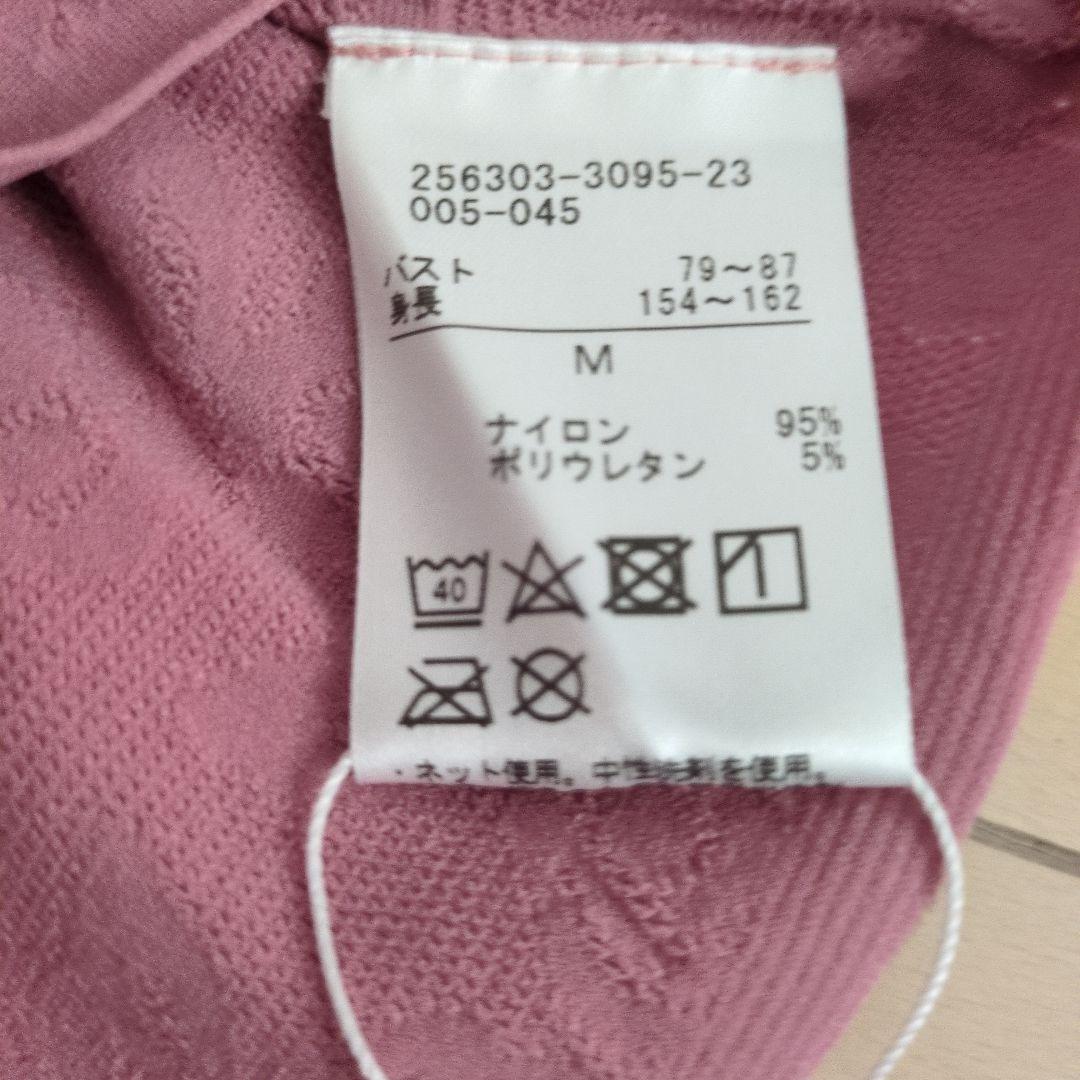 256303-3095-23
005-045
バスト 79～87
身長 154～162
M
ナイロン 95%
ポリウレタン 5%
40
・ネット使用。中性洗剤を使用。